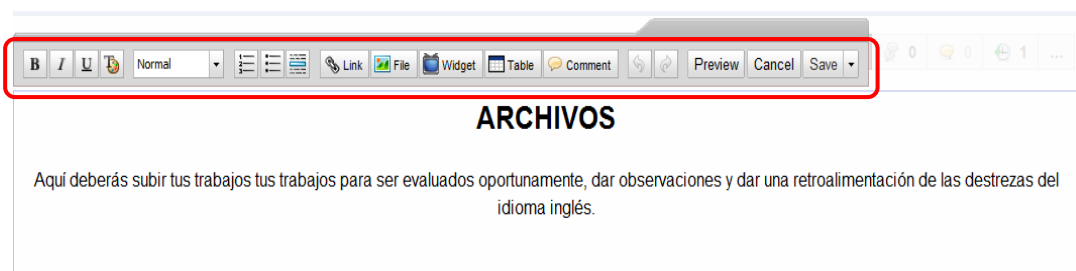 B I U Normal Link File Widget Table Comment Preview Cancel Save 0 0 1 ...
ARCHIVOS
Aquí deberás subir tus trabajos tus trabajos para ser evaluados oportunamente, dar observaciones y dar una retroalimentación de las destrezas del
idioma inglés.